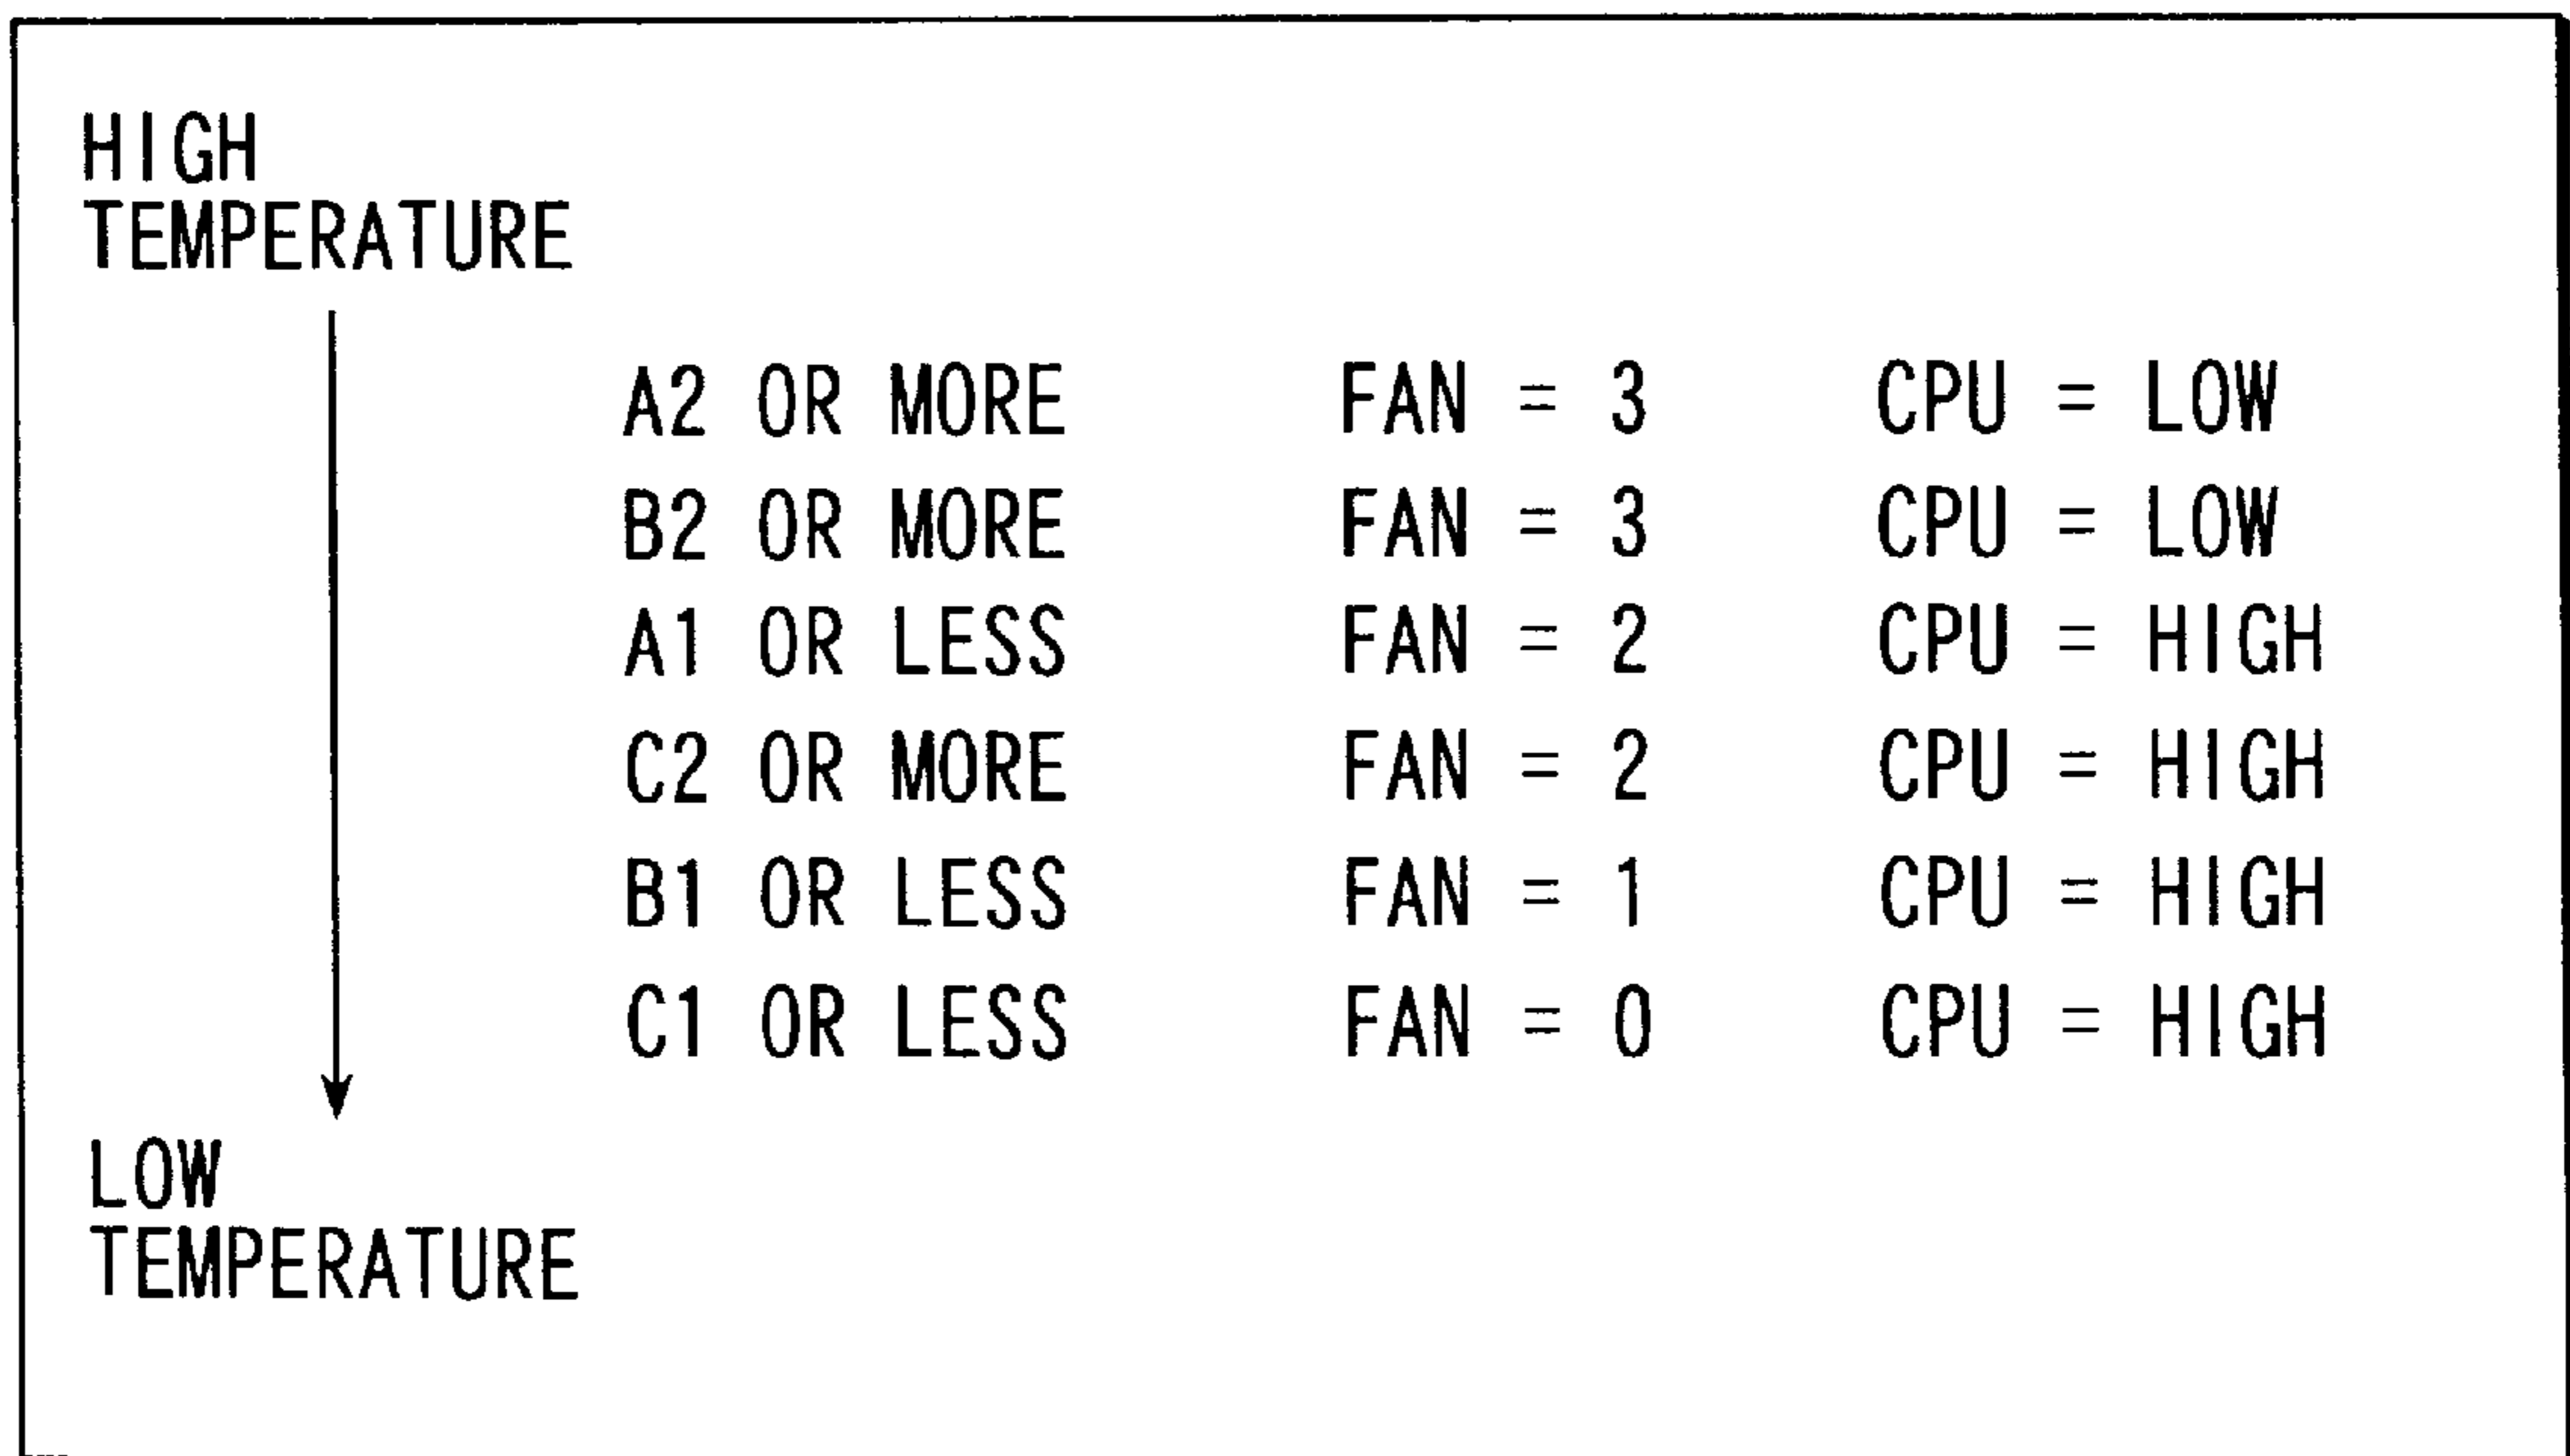 HIGH
TEMPERATURE
A2 OR MORE FAN = 3 CPU = LOW
B2 OR MORE FAN = 3 CPU = LOW
A1 OR LESS FAN = 2 CPU = HIGH
C2 OR MORE FAN = 2 CPU = HIGH
B1 OR LESS FAN = 1 CPU = HIGH
C1 OR LESS FAN = 0 CPU = HIGH
LOW
TEMPERATURE